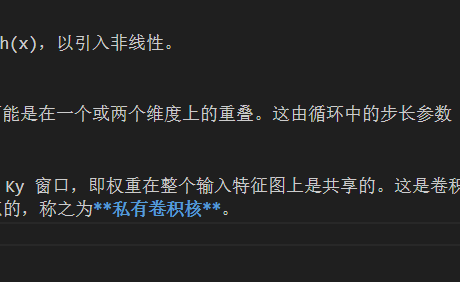 h(x)，以引入非线性。
能是在一个或两个维度上的重叠。这由循环中的步长参数
Ky 窗口，即权重在整个输入特征图上是共享的。这是卷积
的，称之为**私有卷积核**。